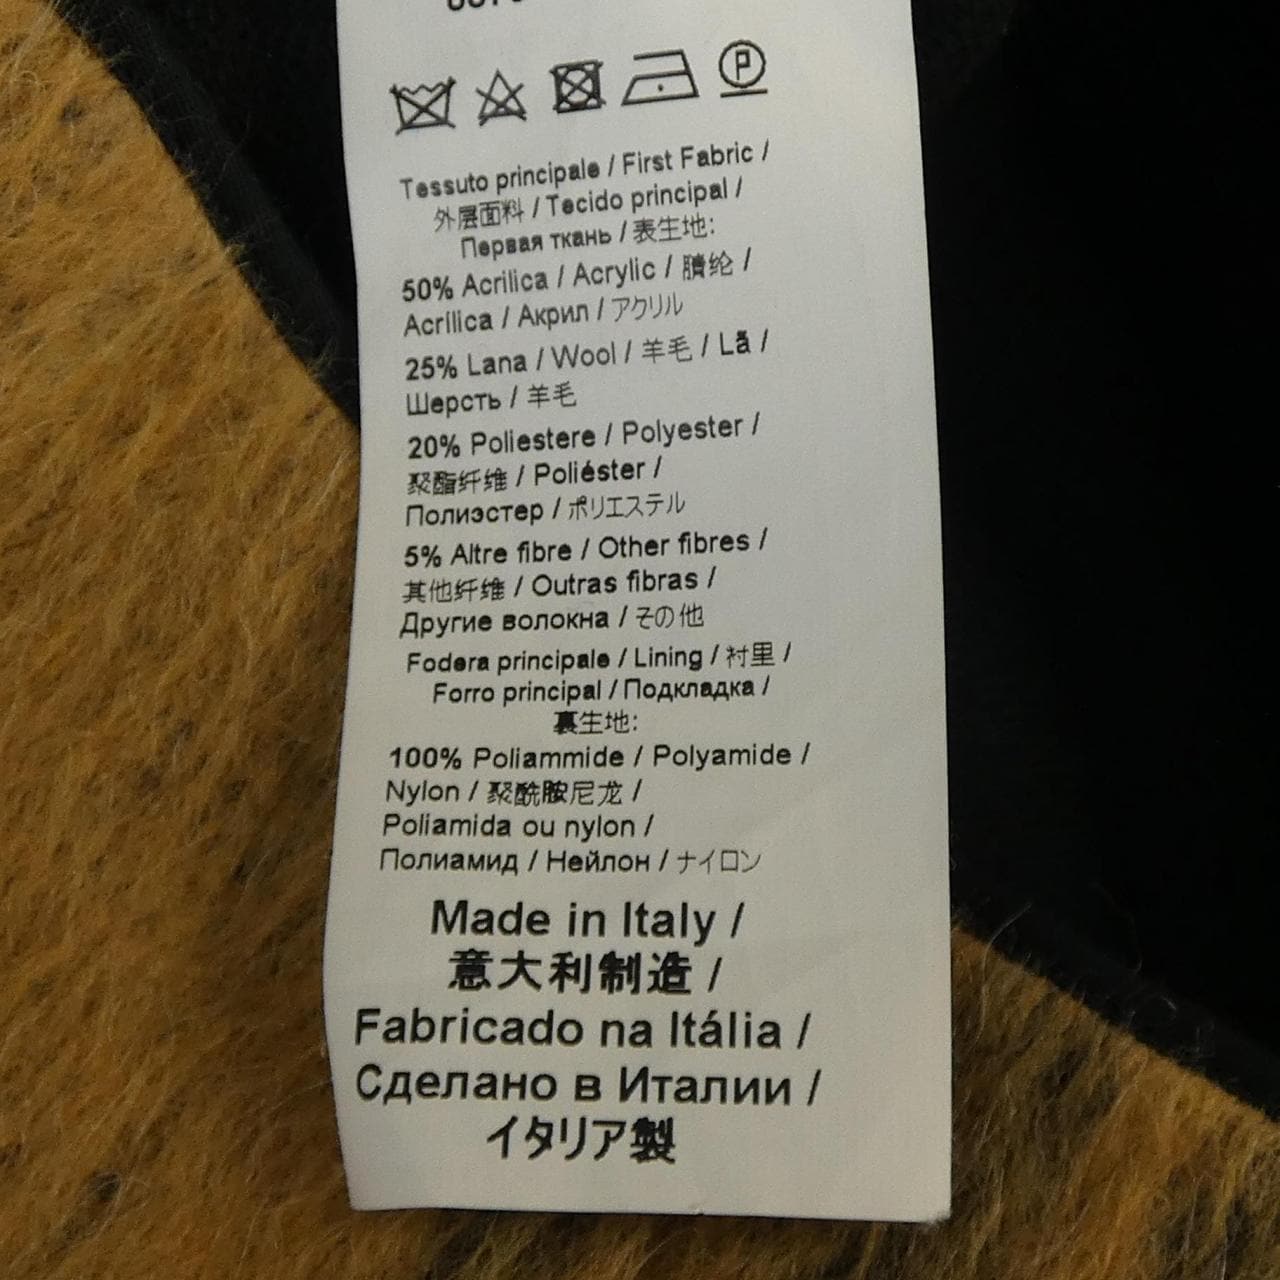 Tessuto principale / First Fabric /
外层面料 / Tecido principal /
Первая ткань / 表生地:
50% Acrilica / Acrylic / 腈纶 /
Acrílica / Акрил / アクリル
25% Lana / Wool / 羊毛 / Lã /
Шерсть / 羊毛
20% Poliestere / Polyester /
聚酯纤维 / Poliéster /
Полиэстер / ポリエステル
5% Altre fibre / Other fibres /
其他纤维 / Outras fibras /
Другие волокна / その他
Fodera principale / Lining / 衬里 /
Forro principal / Подкладка /
裏生地:
100% Poliammide / Polyamide /
Nylon / 聚酰胺尼龙 /
Poliamida ou nylon /
Полиамид / Нейлон / ナイロン
Made in Italy /
意大利制造 /
Fabricado na Itália /
Сделано в Италии /
イタリア製